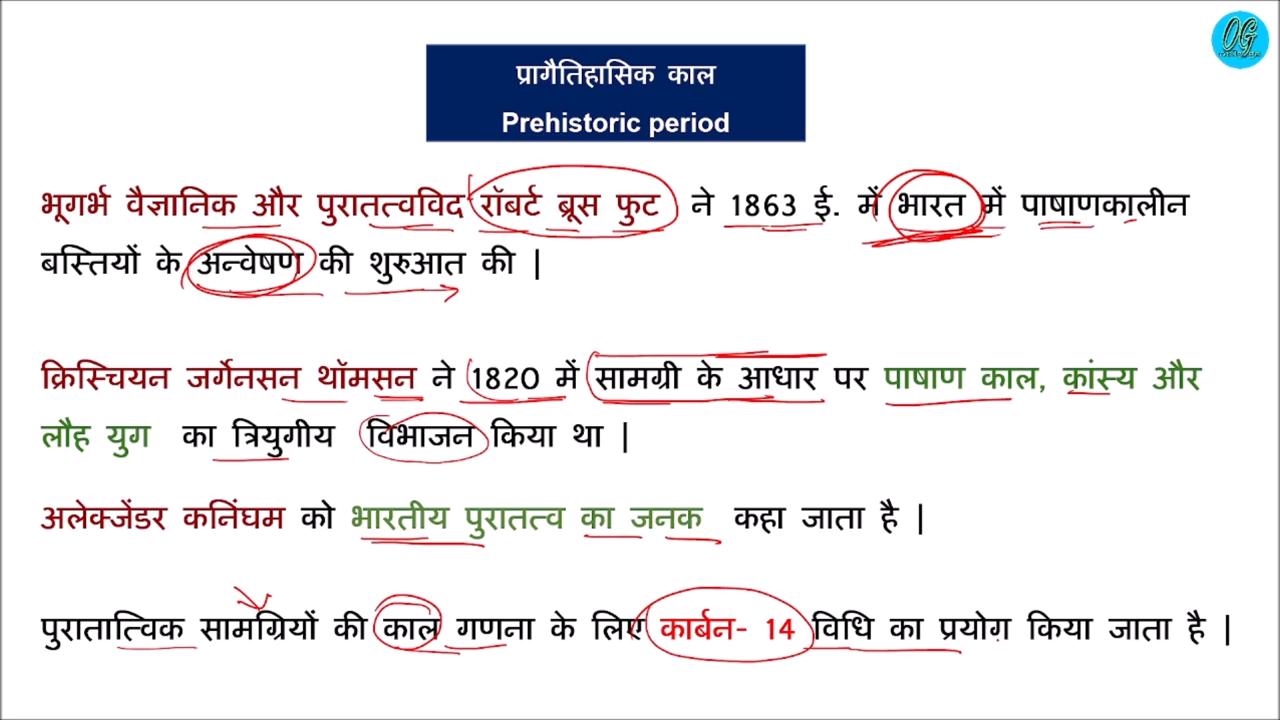 OG
प्रागैतिहासिक काल
Prehistoric period
भूगर्भ वैज्ञानिक और पुरातत्वविद रॉबर्ट ब्रूस फुट ने 1863 ई. में भारत में पाषाणकालीन
बस्तियों के अन्वेषण की शुरुआत की |
क्रिस्चियन जर्गेनसन थॉमसन ने 1820 में सामग्री के आधार पर पाषाण काल, कांस्य और
लौह युग का त्रियुगीय विभाजन किया था |
अलेक्जेंडर कनिंघम को भारतीय पुरातत्व का जनक कहा जाता है |
पुरातात्विक सामग्रियों की काल गणना के लिए कार्बन- 14 विधि का प्रयोग किया जाता है |